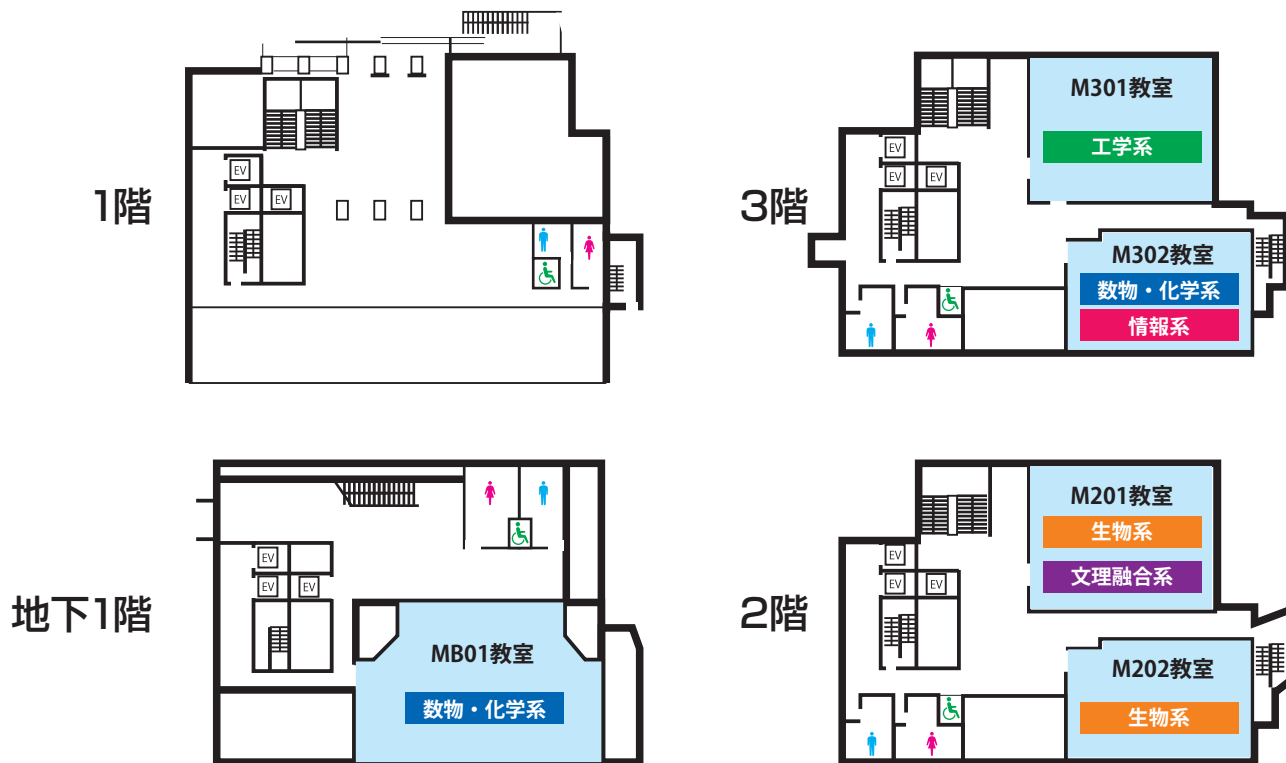 1階
EV
EV
EV
3階
M301教室
工学系
EV
EV
EV
M302教室
数物・化学系
情報系
地下1階
EV
EV
EV
MB01教室
数物・化学系
2階
M201教室
生物系
文理融合系
EV
EV
EV
M202教室
生物系